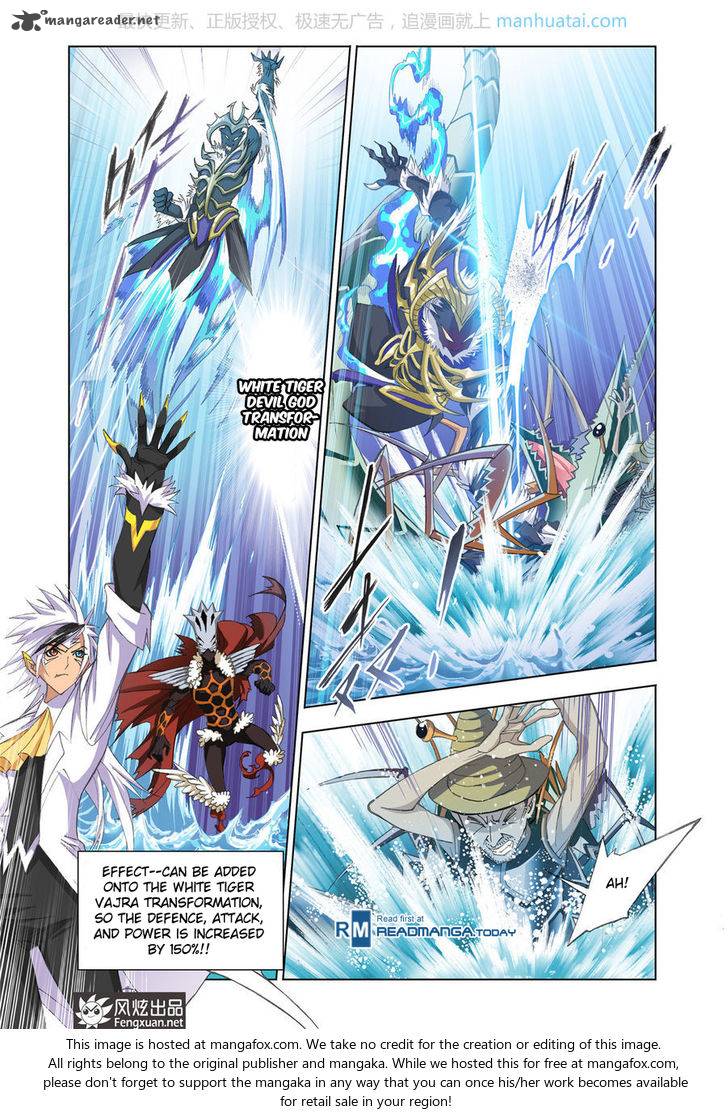 mangareader.net
最快更新、正版授权、极速无广告，追漫画就上 manhuatai.com
WHITE TIGER
DEVIL GOD
TRANSFOR-
MATION
EFFECT--CAN BE ADDED
ONTO THE WHITE TIGER
VAJRA TRANSFORMATION,
SO THE DEFENCE, ATTACK,
AND POWER IS INCREASED
BY 150%!!
AH!
RM Read first at
READMANGA.TODAY
风炫出品
Fengxuan.net
This image is hosted at mangafox.com. We take no credit for the creation or editing of this image.
All rights belong to the original publisher and mangaka. While we hosted this for free at mangafox.com,
please don't forget to support the mangaka in any way that you can once his/her work becomes available
for retail sale in your region!